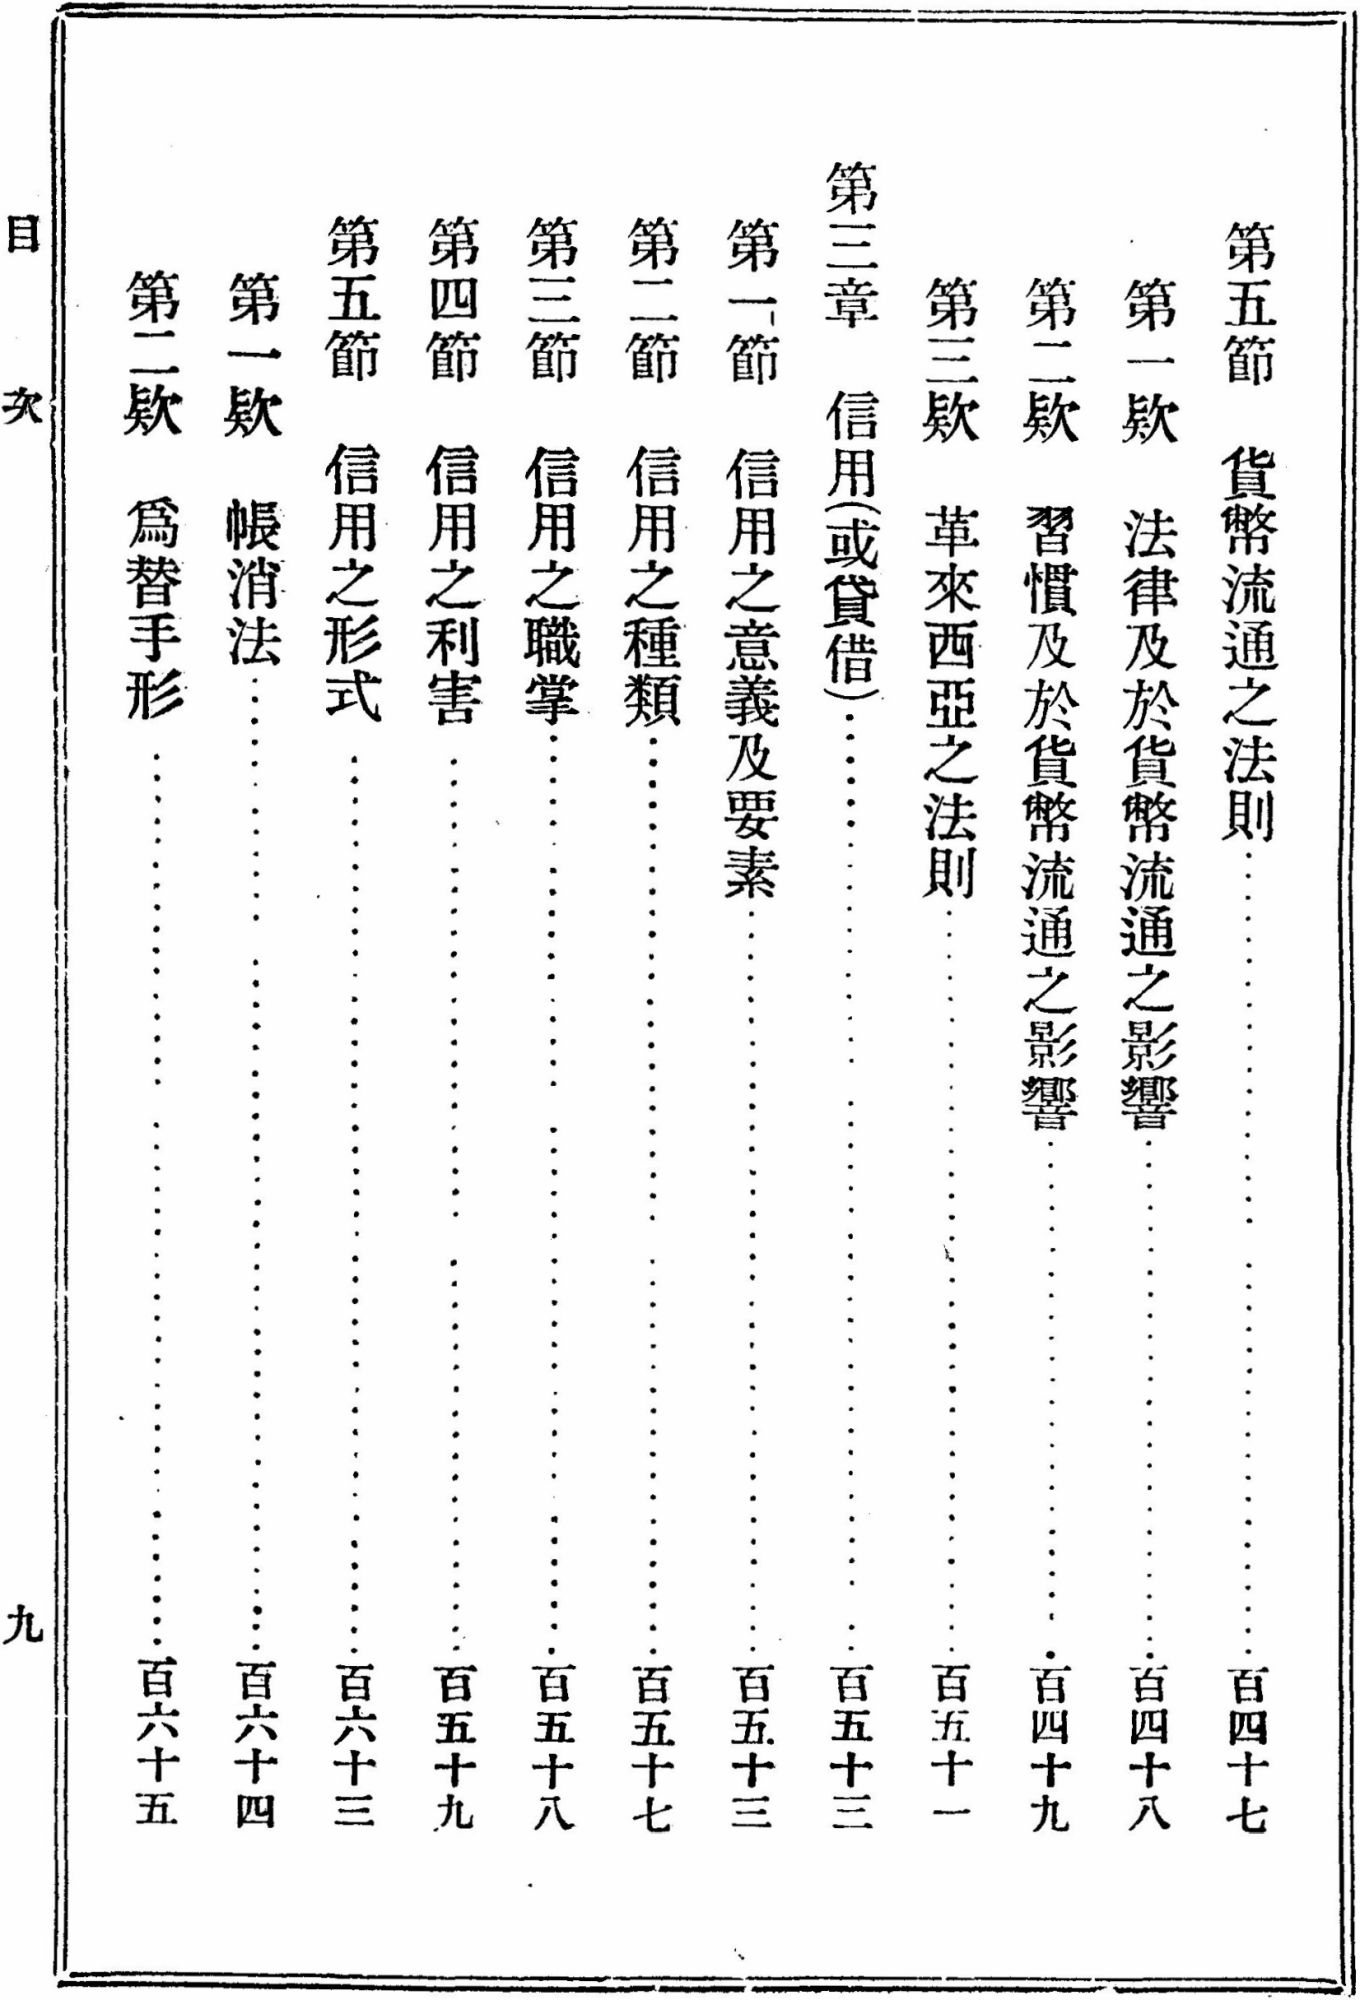 第五節　貨幣流通之法則……百四十七
第一欵　法律及於貨幣流通之影響……百四十八
第二欵　習慣及於貨幣流通之影響……百四十九
第三欵　革來西亞之法則……百五十一
第三章　信用(或貸借)……百五十三
第一節　信用之意義及要素……百五十三
第二節　信用之種類……百五十七
第三節　信用之職掌……百五十八
第四節　信用之利害……百五十九
第五節　信用之形式……百六十三
第一欵　帳消法……百六十四
第二欵　爲替手形……百六十五
目次　九